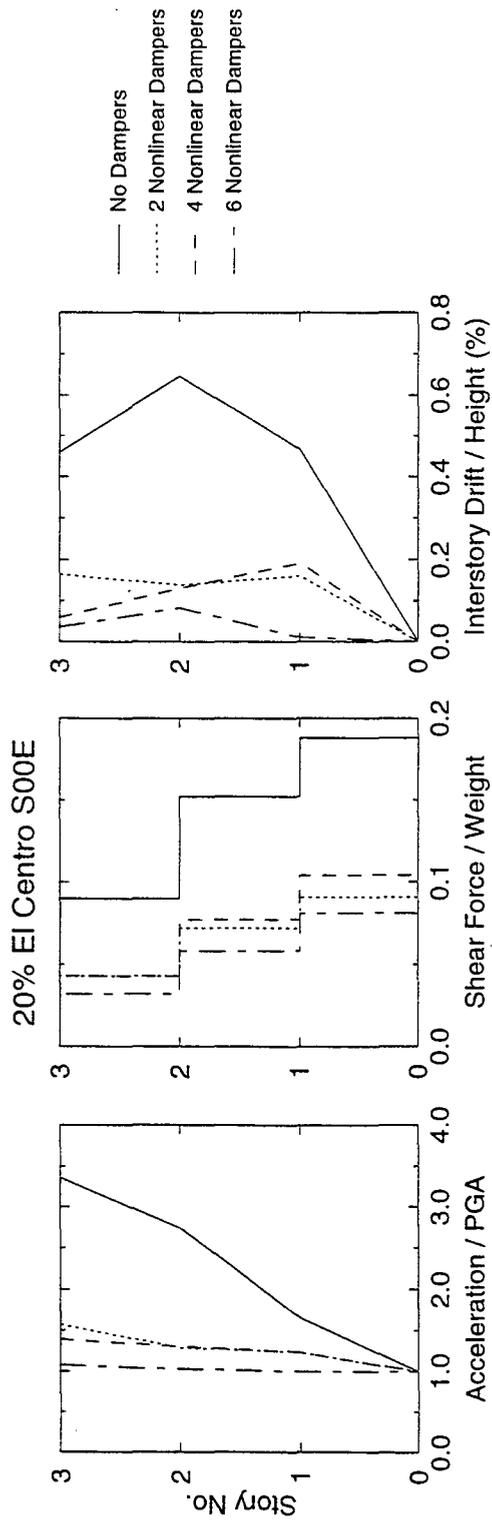 20% El Centro S00E
Story No.
3
2
1
0
0.0 1.0 2.0 3.0 4.0
Acceleration / PGA
3
2
1
0
0.0 0.1 0.2
Shear Force / Weight
3
2
1
0
0.0 0.2 0.4 0.6 0.8
Interstory Drift / Height (%)
No Dampers
2 Nonlinear Dampers
4 Nonlinear Dampers
6 Nonlinear Dampers